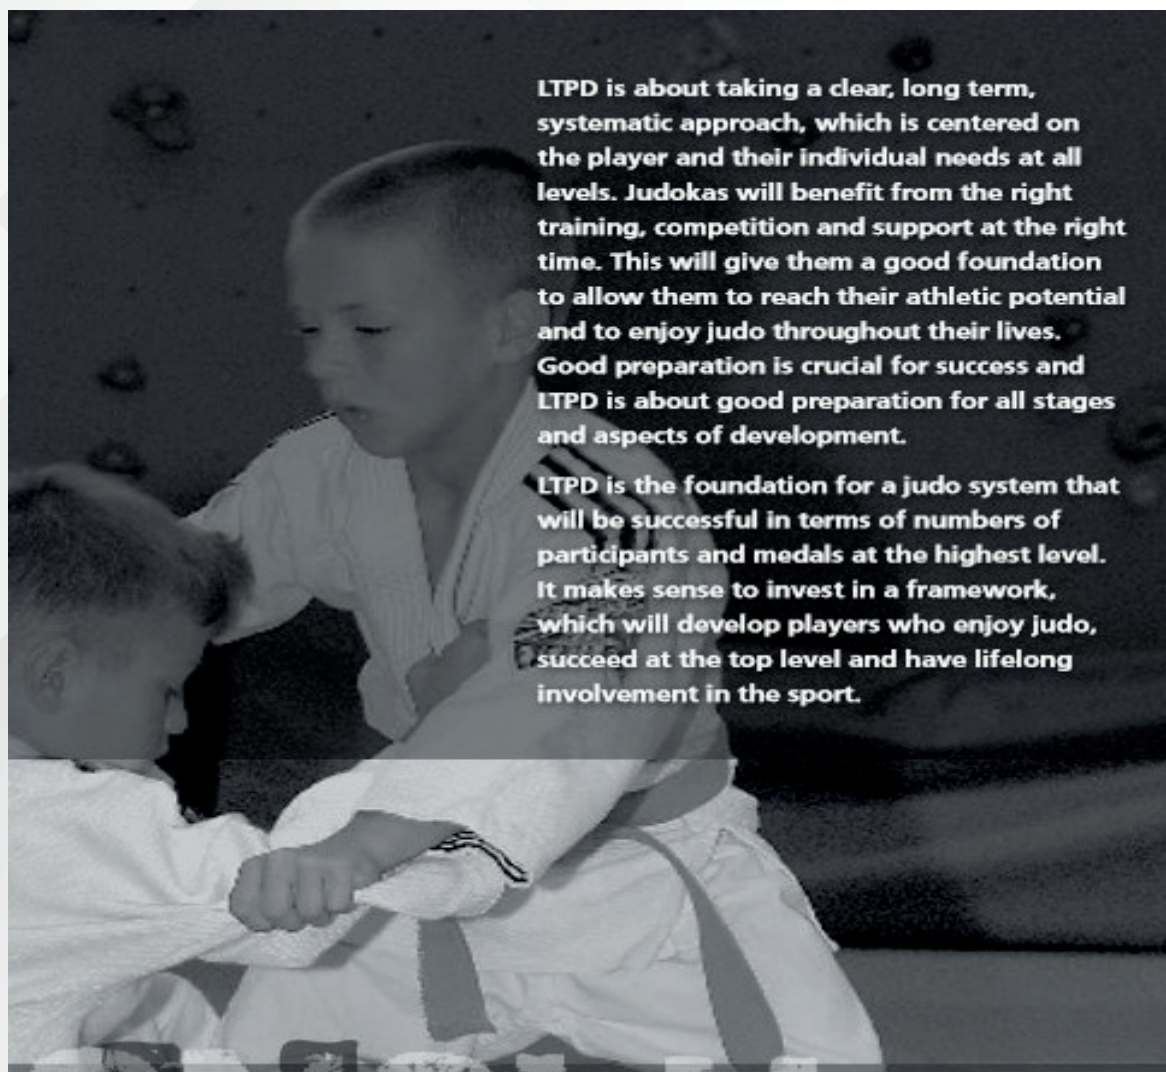 LTPD is about taking a clear, long term,
systematic approach, which is centered on
the player and their individual needs at all
levels. Judokas will benefit from the right
training, competition and support at the right
time. This will give them a good foundation
to allow them to reach their athletic potential
and to enjoy judo throughout their lives.
Good preparation is crucial for success and
LTPD is about good preparation for all stages
and aspects of development.
LTPD is the foundation for a judo system that
will be successful in terms of numbers of
participants and medals at the highest level.
It makes sense to invest in a framework,
which will develop players who enjoy judo,
succeed at the top level and have lifelong
involvement in the sport.